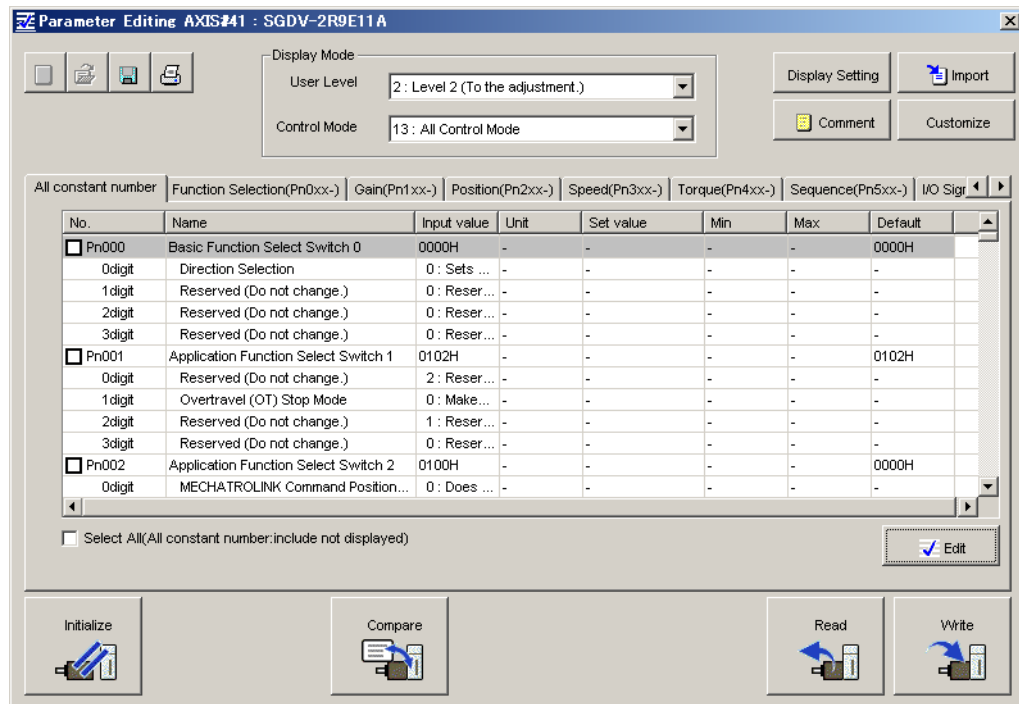 Parameter Editing AXIS#41 : SGDV-2R9E11A
Display Mode
User Level 2 : Level 2 (To the adjustment.)
Control Mode 13 : All Control Mode
Display Setting Import
Comment Customize
All constant number Function Selection(Pn0xx-) Gain(Pn1xx-) Position(Pn2xx-) Speed(Pn3xx-) Torque(Pn4xx-) Sequence(Pn5xx-) I/O Sigr
No. Name Input value Unit Set value Min Max Default
Pn000 Basic Function Select Switch 0 0000H - - - - 0000H
0digit Direction Selection 0 : Sets ... - - - - -
1digit Reserved (Do not change.) 0 : Reser... - - - - -
2digit Reserved (Do not change.) 0 : Reser... - - - - -
3digit Reserved (Do not change.) 0 : Reser... - - - - -
Pn001 Application Function Select Switch 1 0102H - - - - 0102H
0digit Reserved (Do not change.) 2 : Reser... - - - - -
1digit Overtravel (OT) Stop Mode 0 : Make... - - - - -
2digit Reserved (Do not change.) 1 : Reser... - - - - -
3digit Reserved (Do not change.) 0 : Reser... - - - - -
Pn002 Application Function Select Switch 2 0100H - - - - 0000H
0digit MECHATROLINK Command Position... 0 : Does ... - - - - -
Select All(All constant number:include not displayed)
Edit
Initialize Compare Read Write